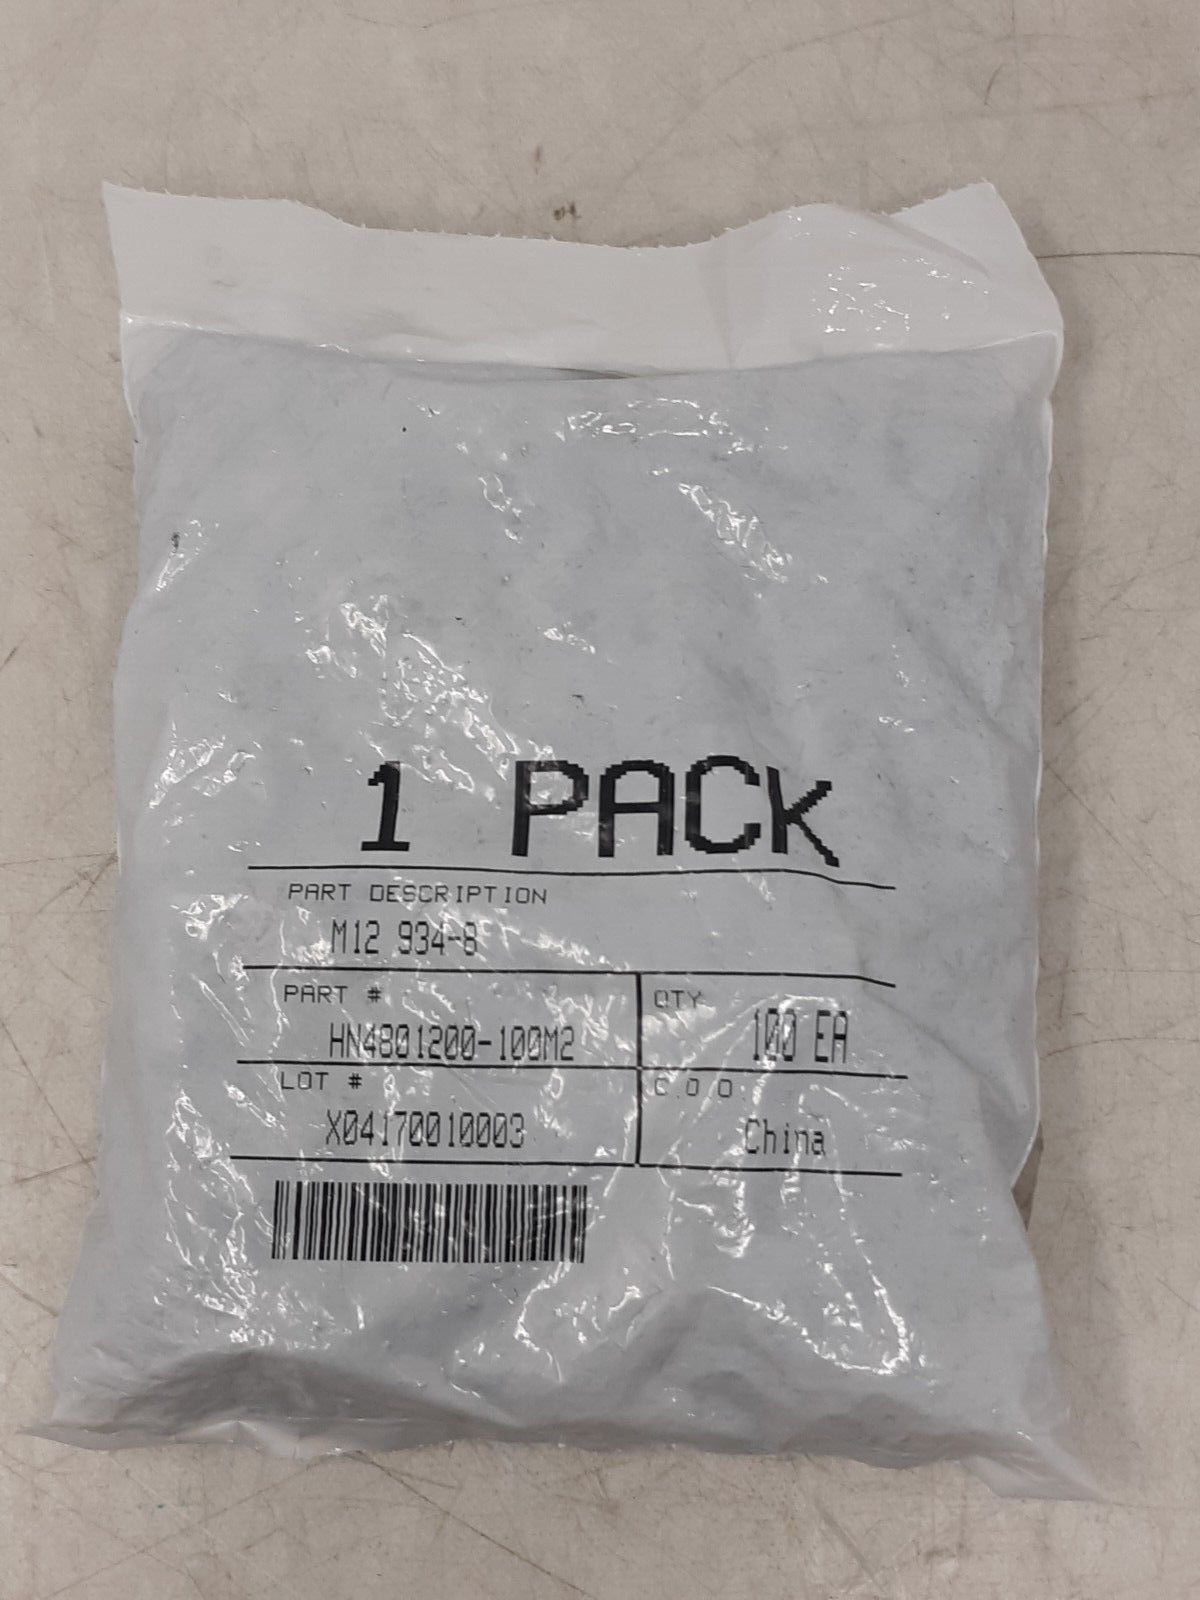 1 PACK
PART DESCRIPTION
M12 934-8
PART #
HN4801200-100M2
QTY
100 EA
LOT #
X04170010003
C.O.O.
China